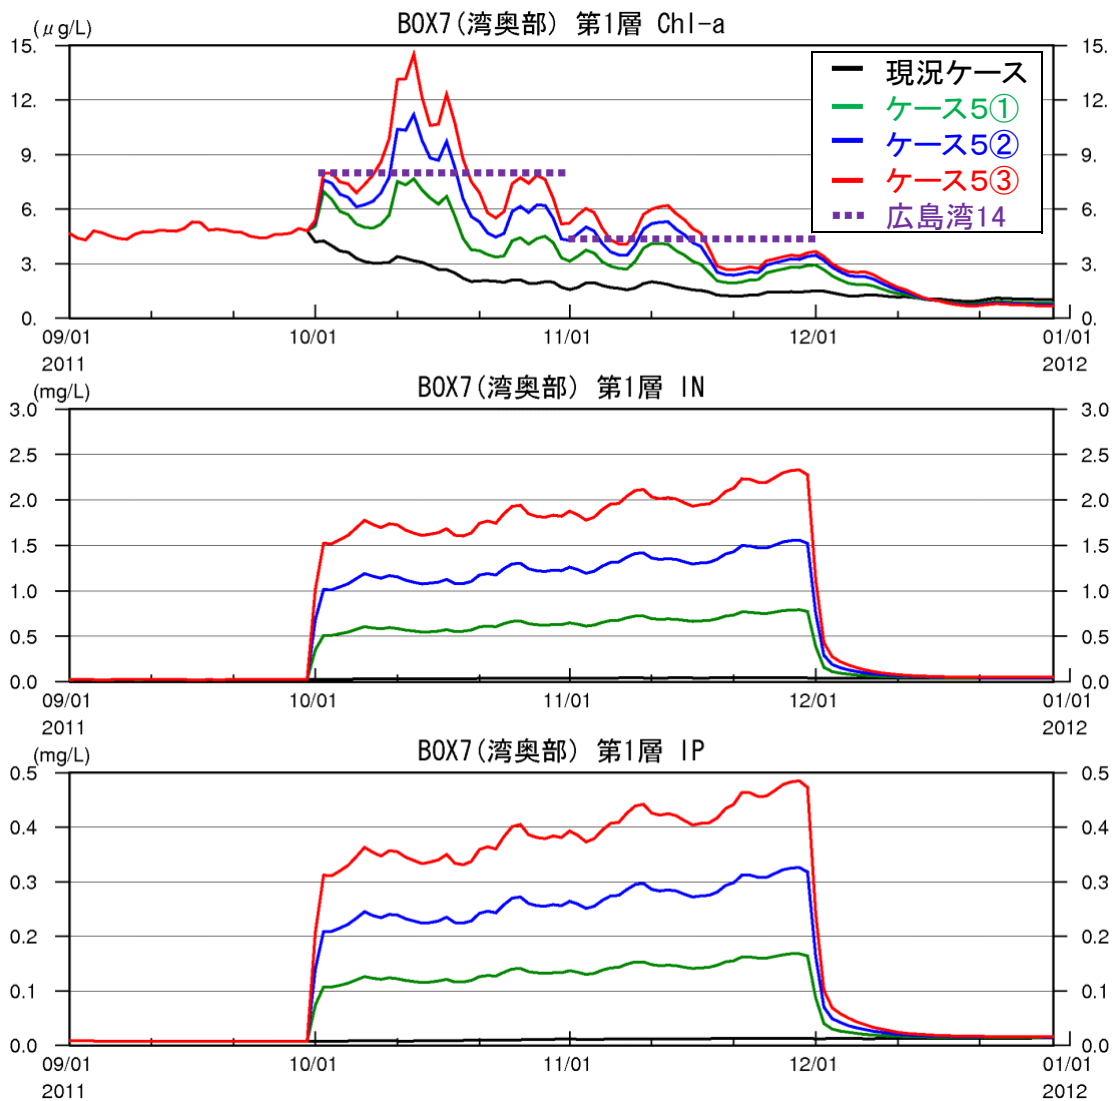 BOX7(湾奥部) 第1層 Chl-a
(μg/L)
15. 15.
12. 12.
9. 9.
6. 6.
3. 3.
0. 0.
現況ケース
ケース5①
ケース5②
ケース5③
広島湾14
09/01 10/01 11/01 12/01 01/01
2011 2012
BOX7(湾奥部) 第1層 IN
(mg/L)
3.0 3.0
2.5 2.5
2.0 2.0
1.5 1.5
1.0 1.0
0.5 0.5
0.0 0.0
09/01 10/01 11/01 12/01 01/01
2011 2012
BOX7(湾奥部) 第1層 IP
(mg/L)
0.5 0.5
0.4 0.4
0.3 0.3
0.2 0.2
0.1 0.1
0.0 0.0
09/01 10/01 11/01 12/01 01/01
2011 2012